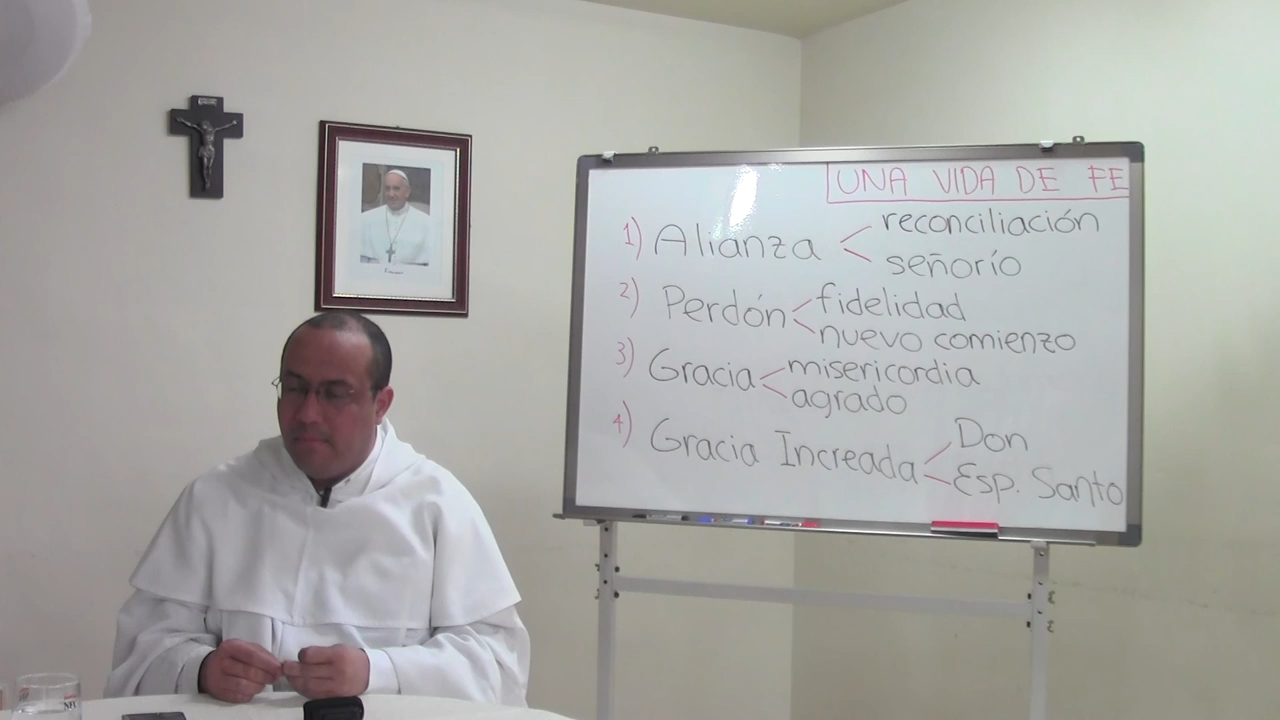 UNA VIDA DE FE
1) Alianza < reconciliación
señorío
2) Perdón < fidelidad
nuevo comienzo
3) Gracia < misericordia
agrado
4) Gracia Increada < Don
Esp. Santo